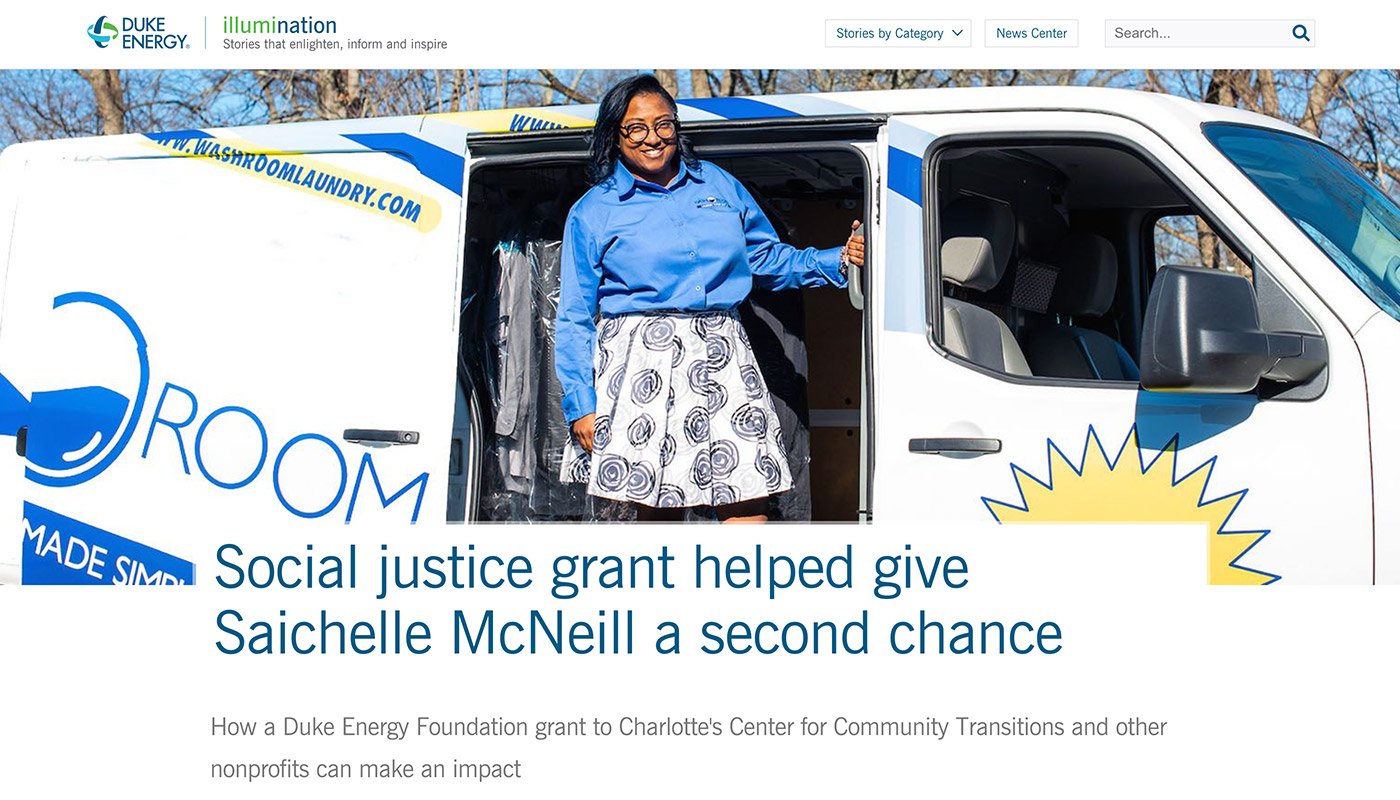 DUKE
ENERGY®
illumination
Stories that enlighten, inform and inspire
Stories by Category
News Center
Search...
WW.WASHROOMLAUNDRY.COM
WWW
ROOM
MADE SIMPL
Social justice grant helped give
Saichelle McNeill a second chance
How a Duke Energy Foundation grant to Charlotte's Center for Community Transitions and other
nonprofits can make an impact